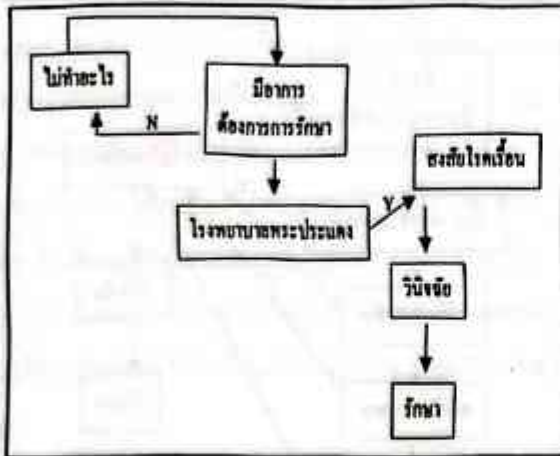 ไม่ทำอะไร
มีอาการ
ต้องการการรักษา
N
สงสัยโรคเรื้อน
โรงพยาบาลพระประแดง
Y
วินิจฉัย
รักษา